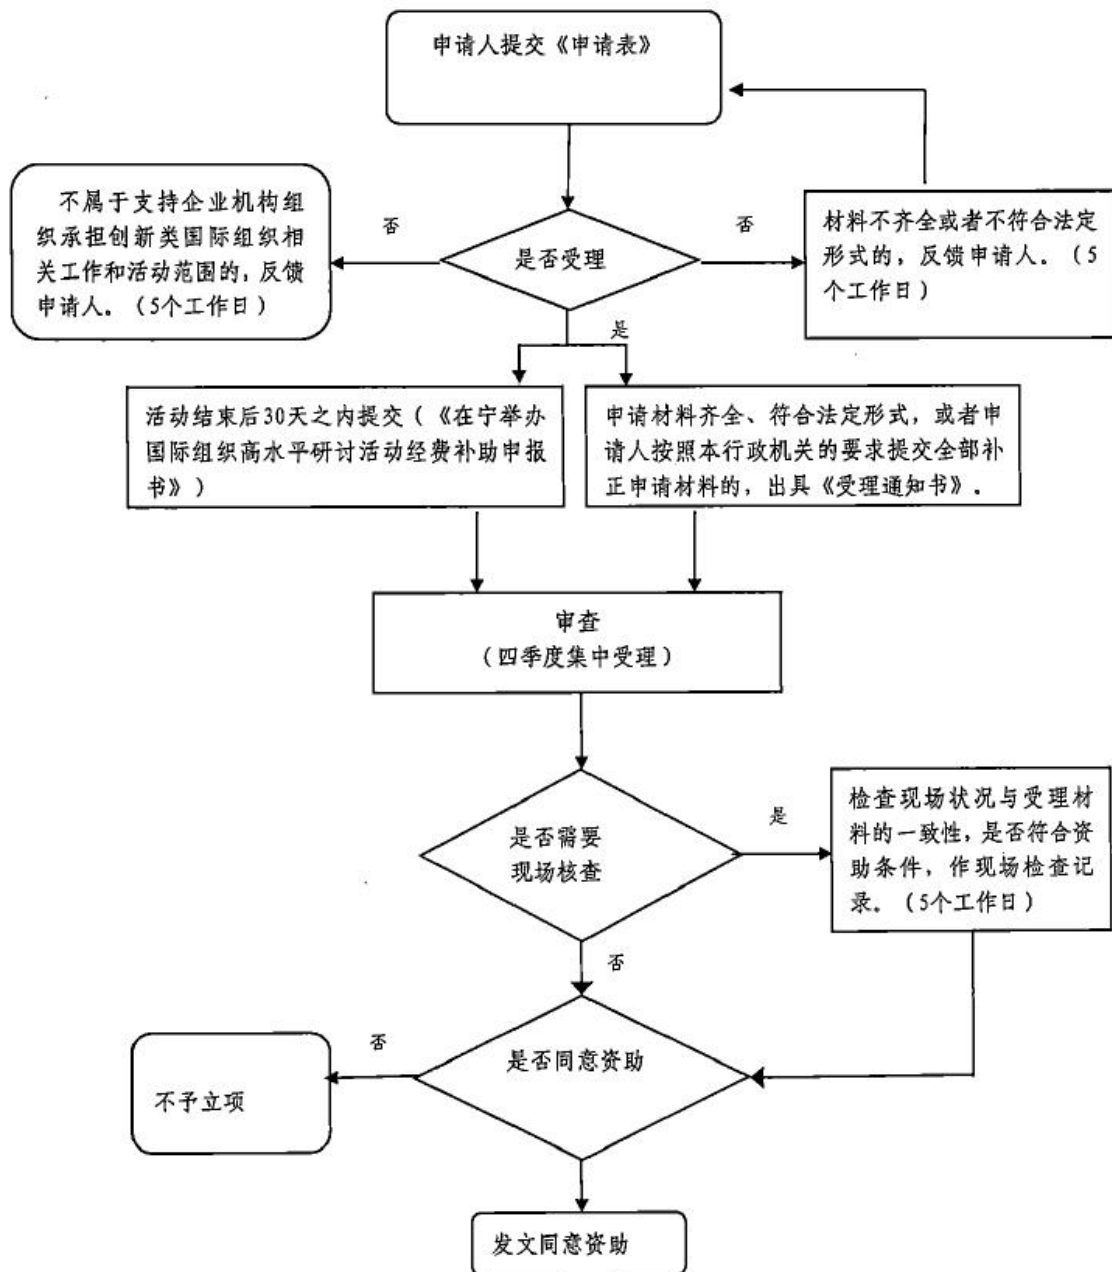 申请人提交《申请表》
不属于支持企业机构组
织承担创新类国际组织相
关工作和活动范围的，反馈
申请人。（5个工作日）
否
是否受理
否
材料不齐全或者不符合法定
形式的，反馈申请人。（5
个工作日）
是
活动结束后30天之内提交（《在宁举办
国际组织高水平研讨活动经费补助申报
书》）
申请材料齐全、符合法定形式，或者申
请人按照本行政机关的要求提交全部补
正申请材料的，出具《受理通知书》。
审查
（四季度集中受理）
是否需要
现场核查
是
检查现场状况与受理材
料的一致性，是否符合资
助条件，作现场检查记
录。（5个工作日）
否
是否同意资助
否
不予立项
发文同意资助